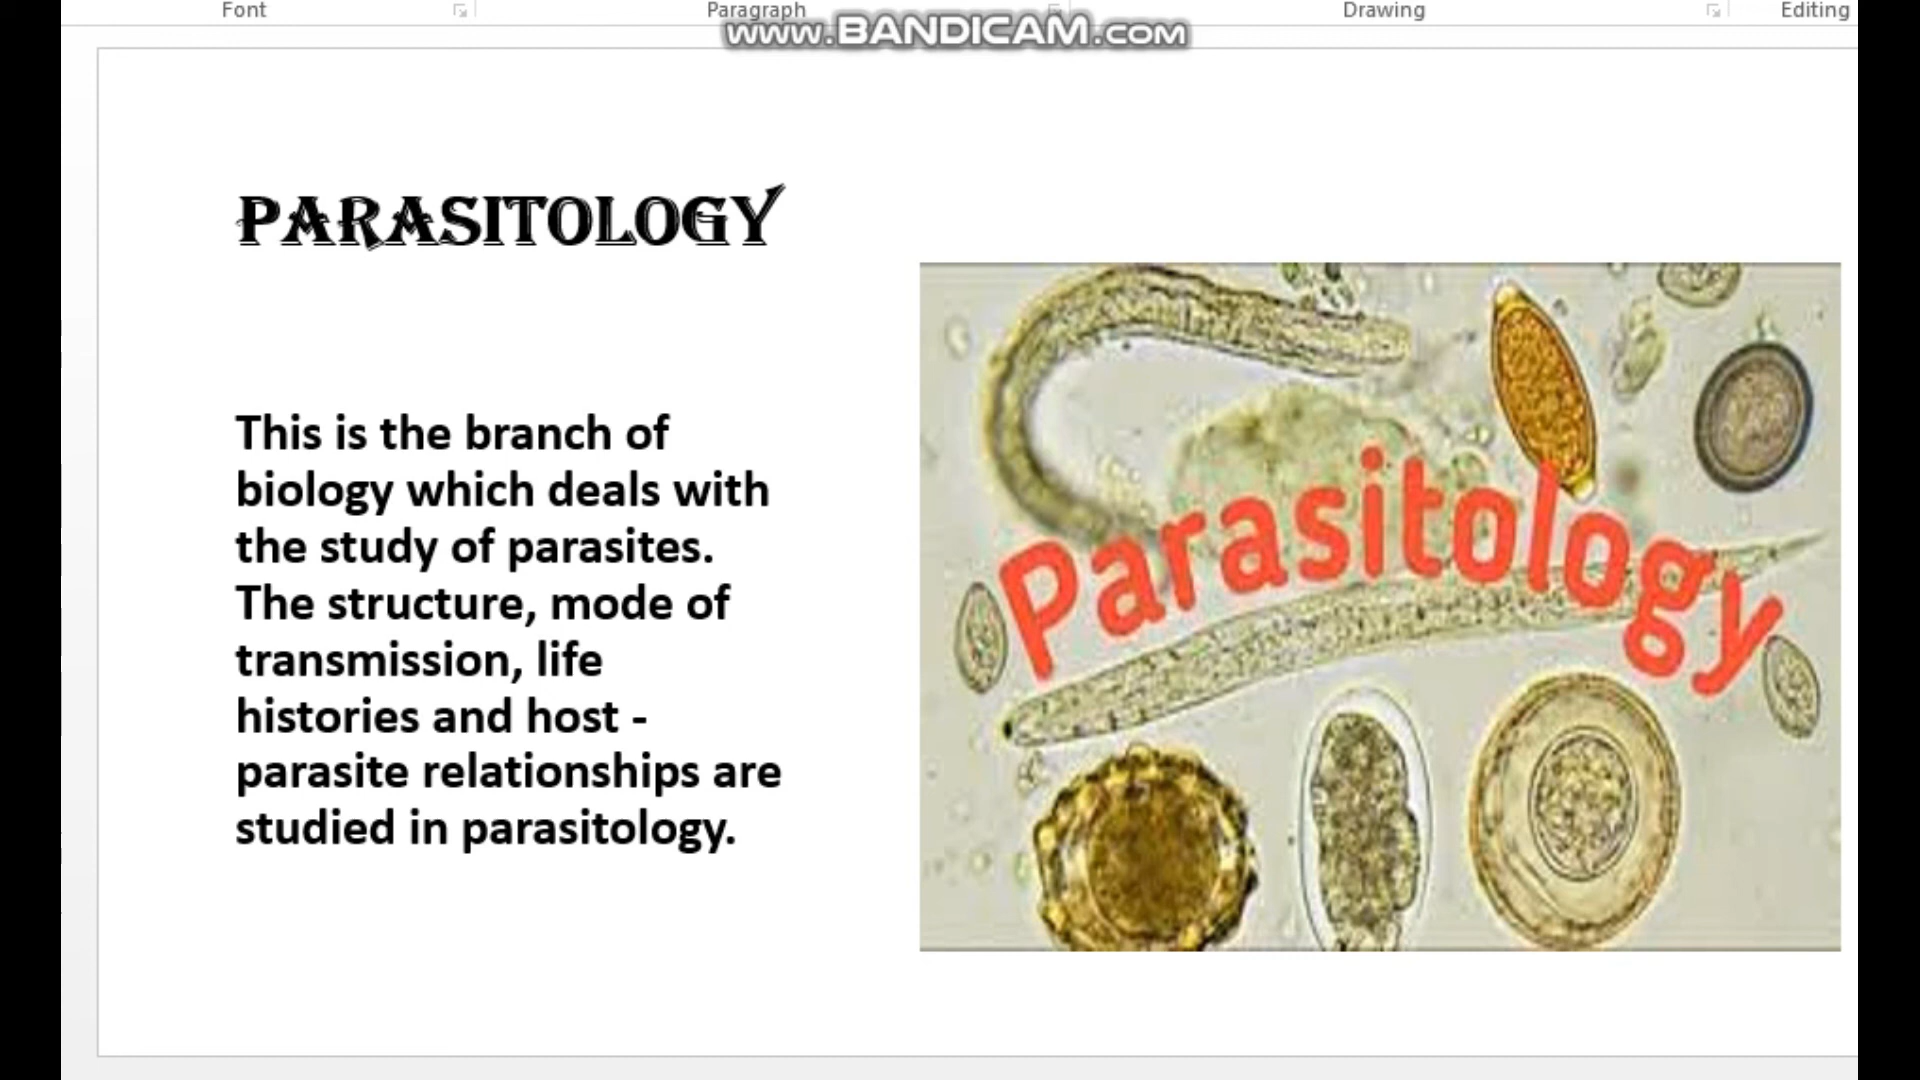 Font Paragraph Drawing Editing
www.BANDICAM.com
PARASITOLOGY
This is the branch of
biology which deals with
the study of parasites.
The structure, mode of
transmission, life
histories and host -
parasite relationships are
studied in parasitology.
Parasitology